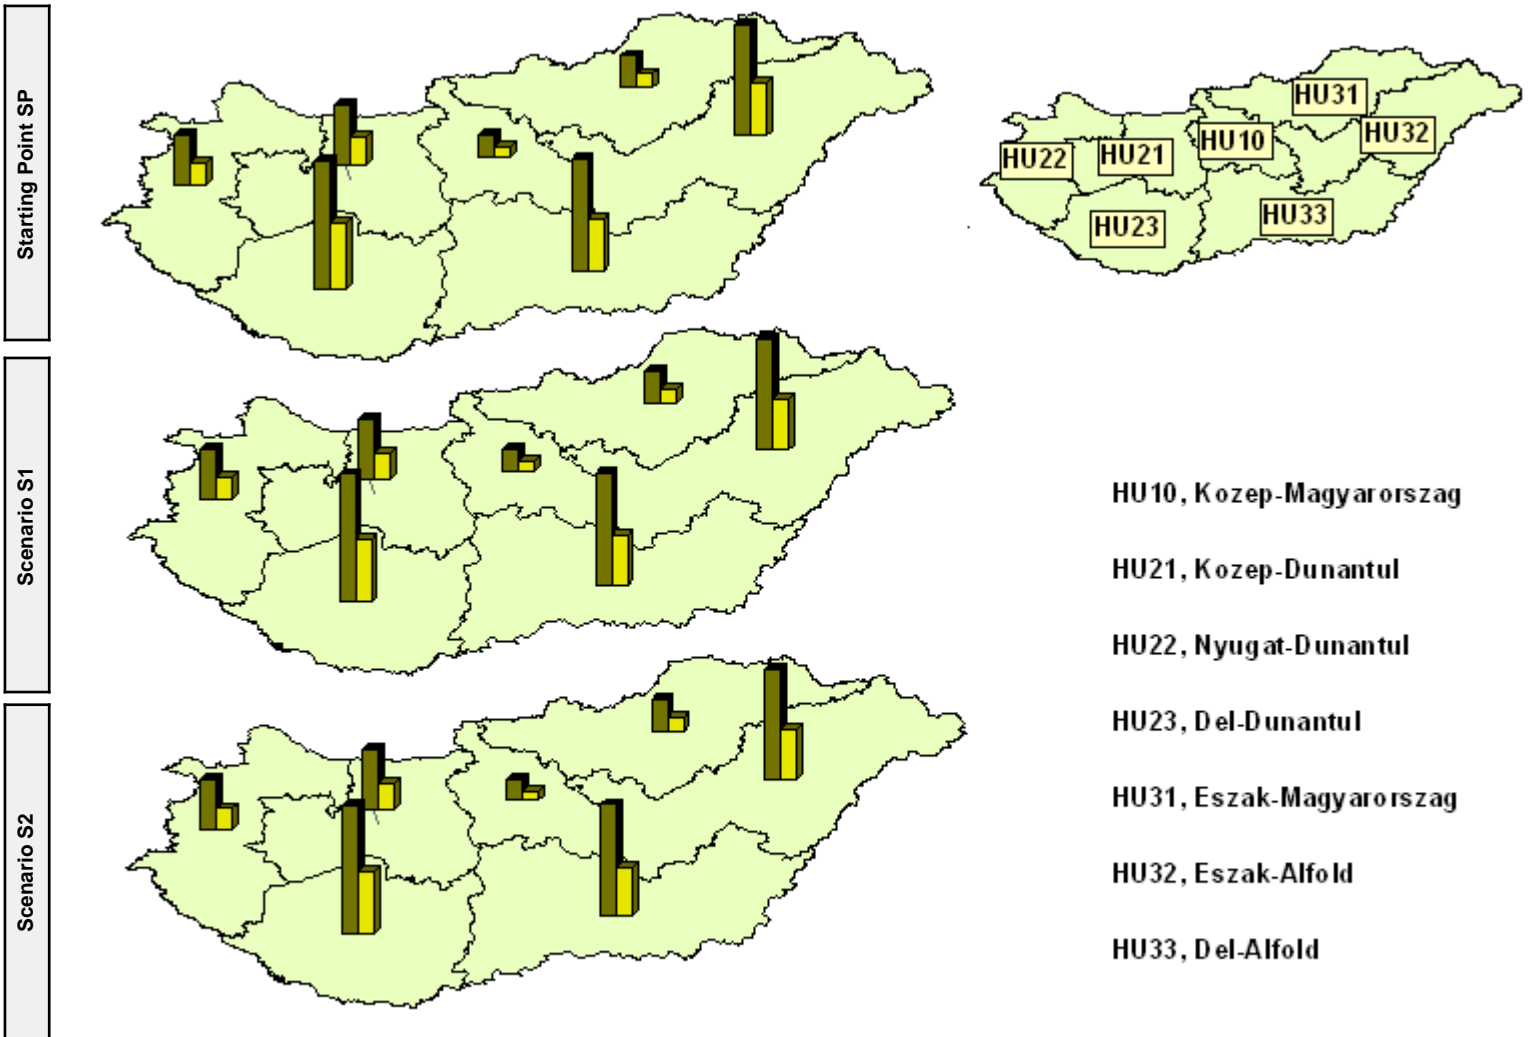 Starting Point SP
HU31
HU32
HU10
HU21
HU22
HU33
HU23
Scenario S1
HU10, Kozep-Magyarorszag
HU21, Kozep-Dunantul
HU22, Nyugat-Dunantul
HU23, Del-Dunantul
HU31, Eszak-Magyarorszag
HU32, Eszak-Alfold
HU33, Del-Alfold
Scenario S2